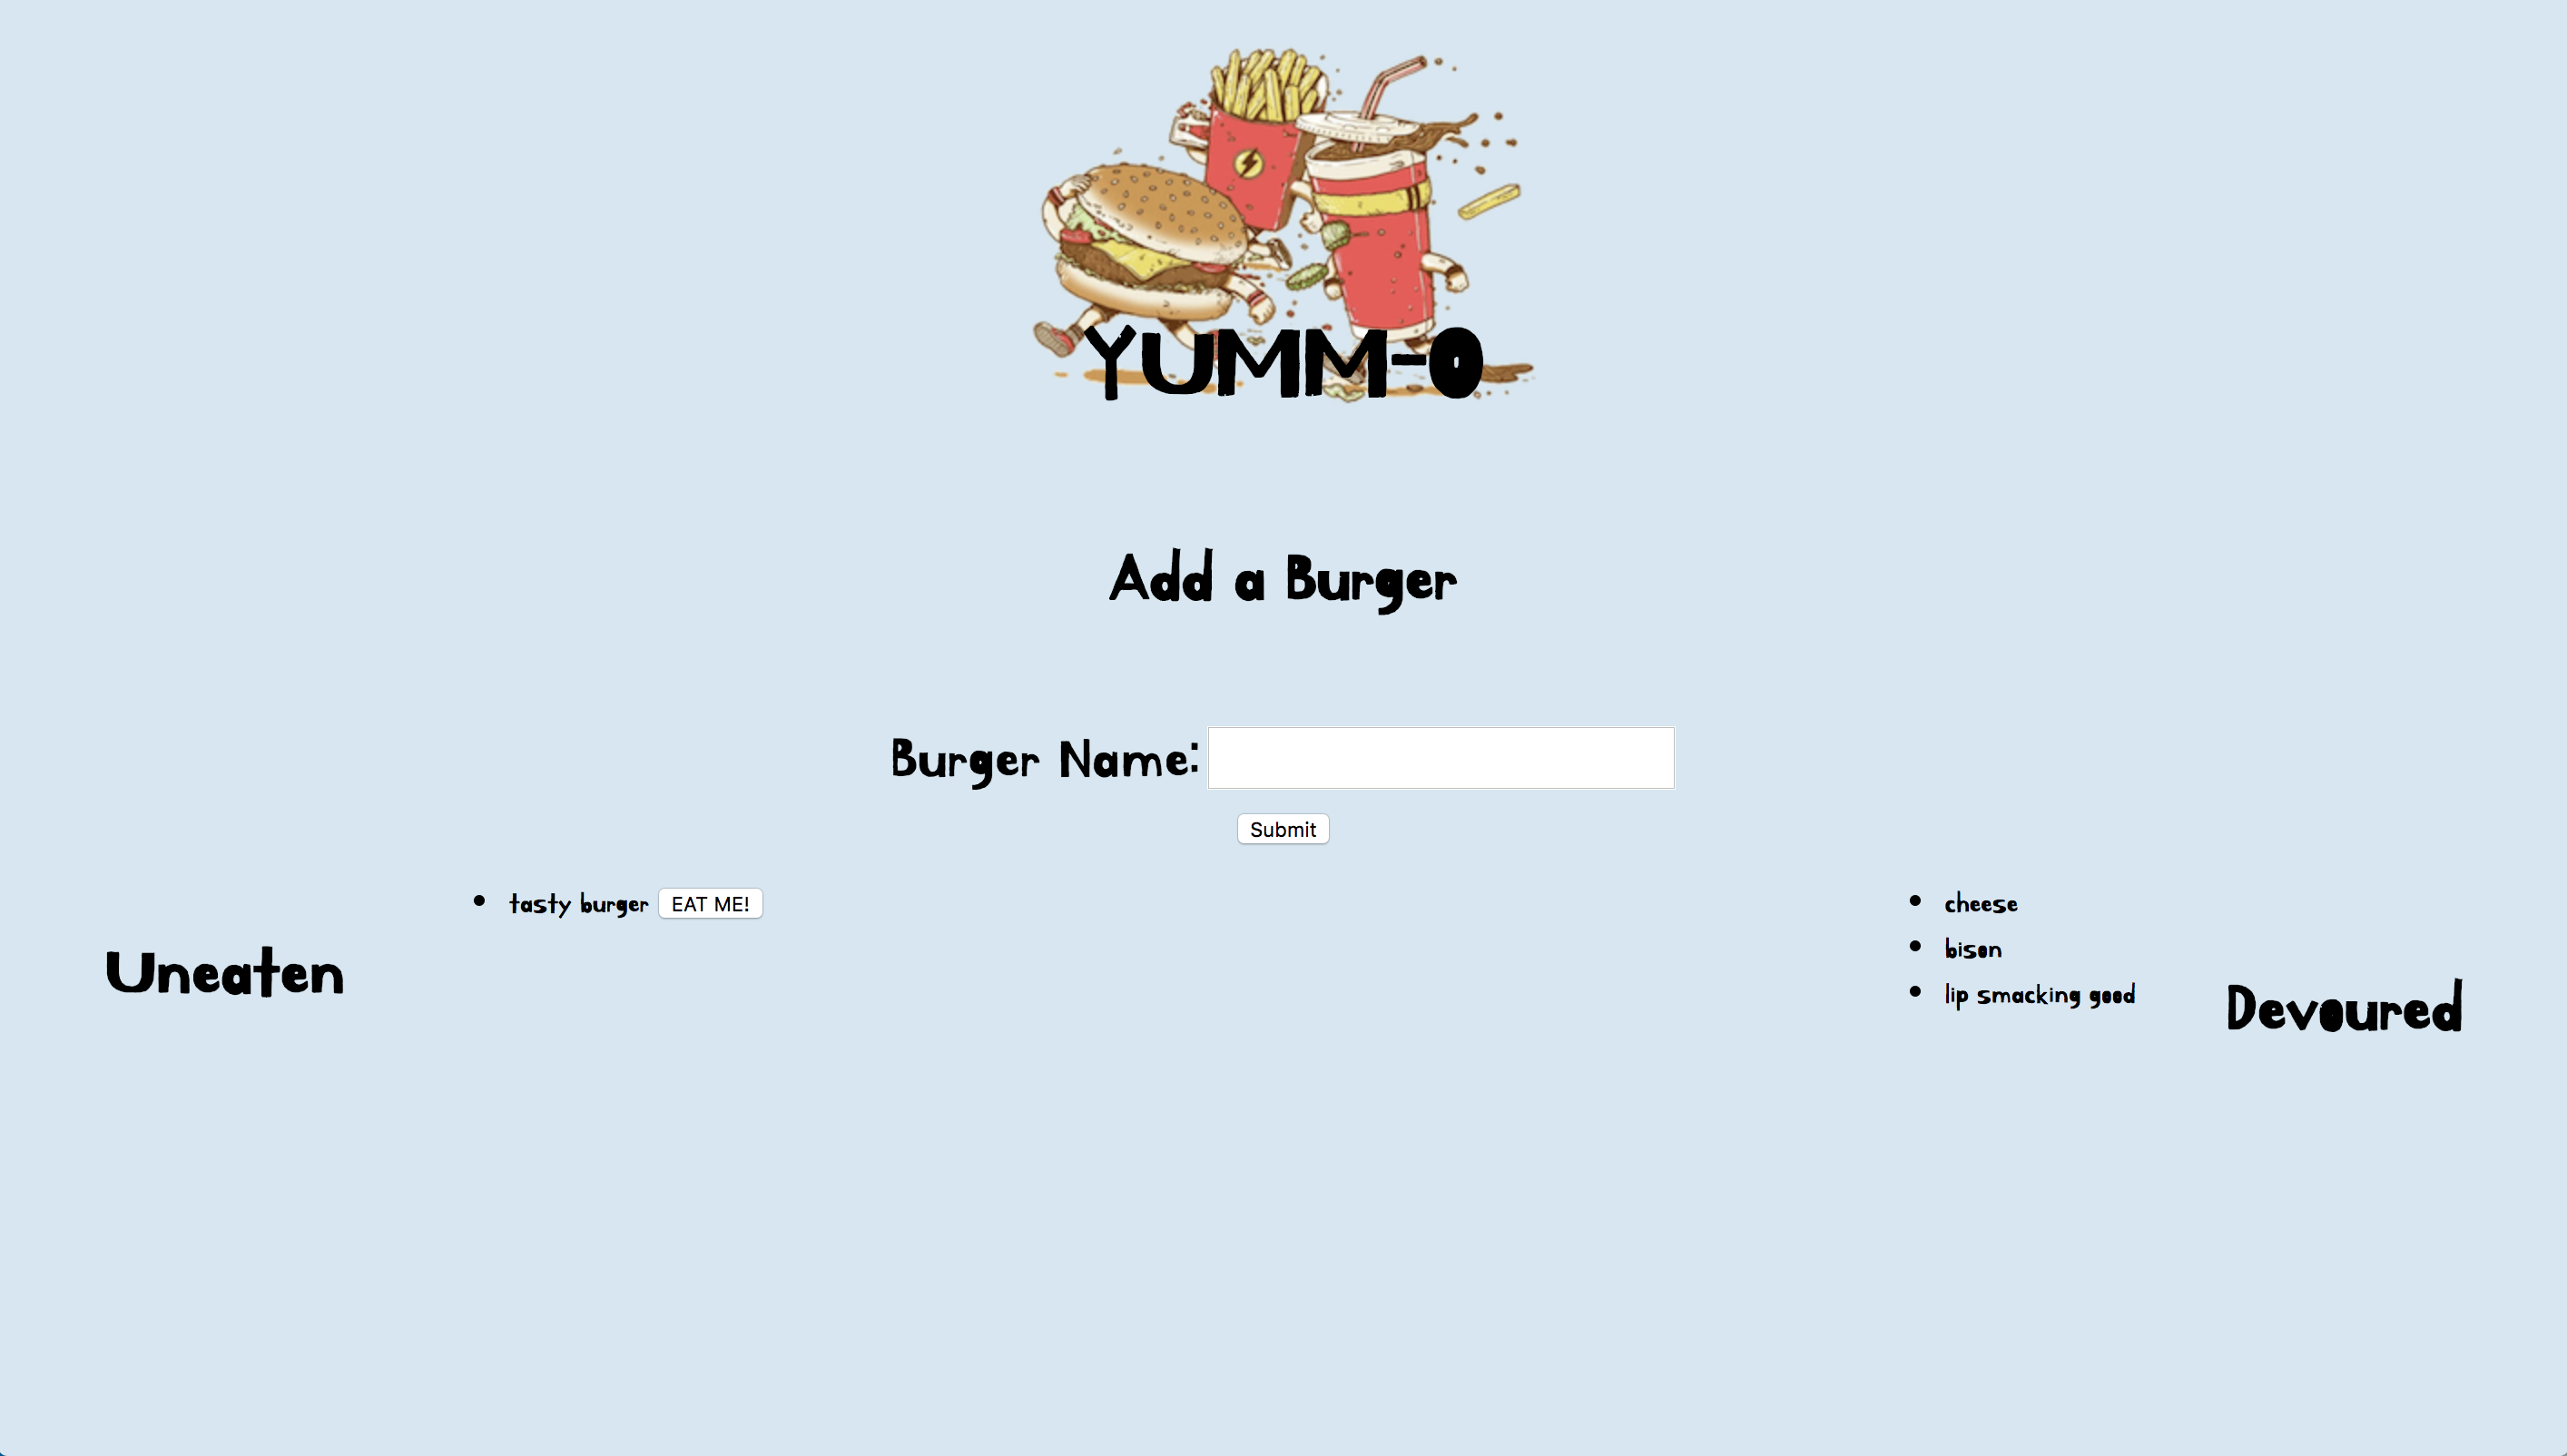 YUMM-O
Add a Burger
Burger Name:
Submit
tasty burger EAT ME!
Uneaten
cheese
bison
lip smacking good
Devoured